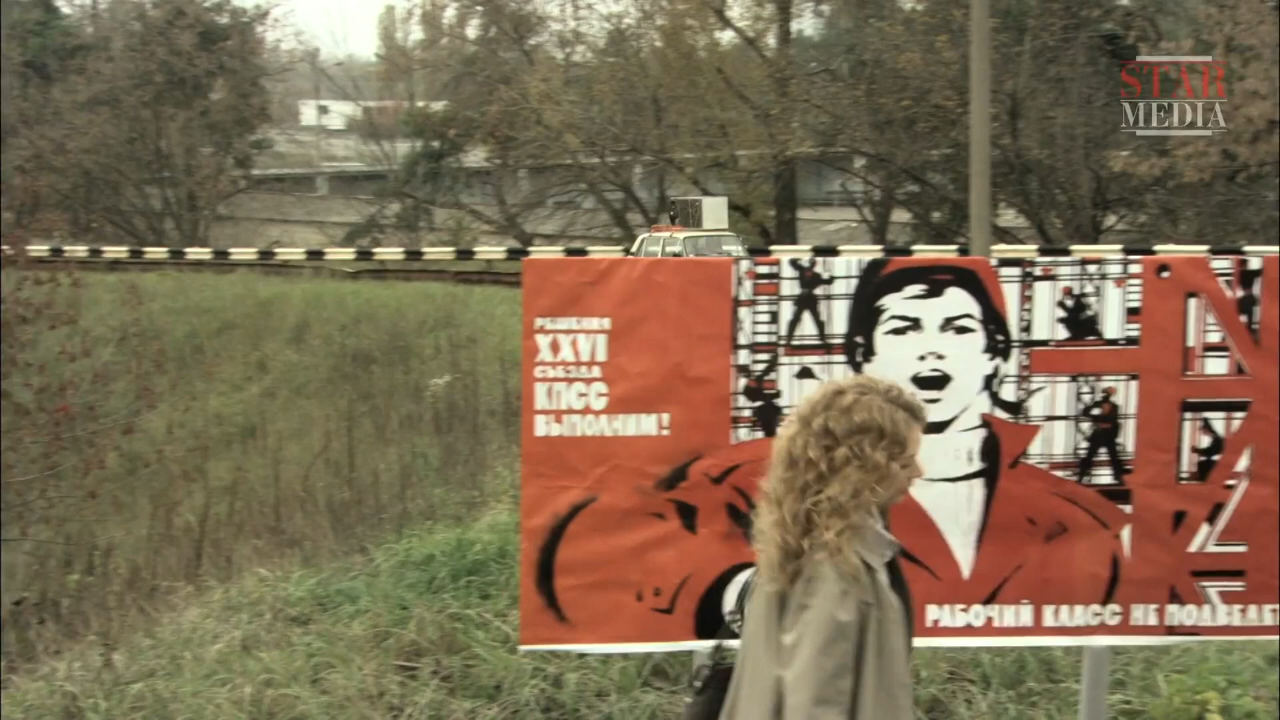 STAR
MEDIA
РЕШЕНИЯ
XXVI
СЪЕЗДА
КПСС
ВЫПОЛНИМ!
РАБОЧИЙ КЛАСС НЕ ПОДВЕДЕТ